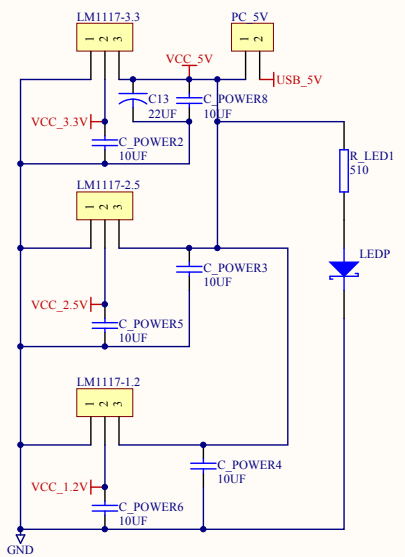 LM1117-3.3
PC_5V
1 2 3
1 2
VCC_5V
USB_5V
C13
22UF
C_POWER8
10UF
VCC_3.3V
C_POWER2
10UF
R_LED1
510
LM1117-2.5
1 2 3
LEDP
C_POWER3
10UF
VCC_2.5V
C_POWER5
10UF
LM1117-1.2
1 2 3
C_POWER4
10UF
VCC_1.2V
C_POWER6
10UF
GND